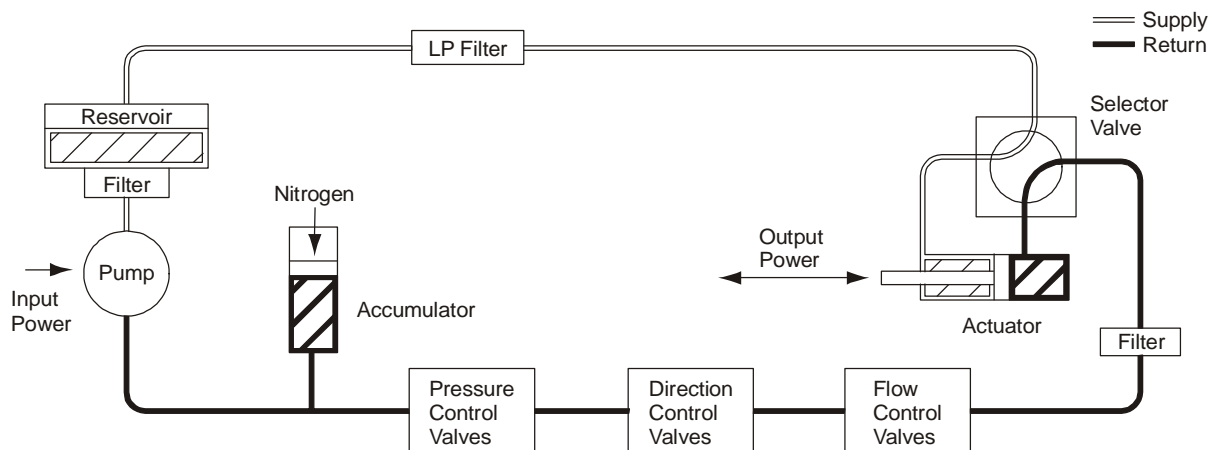 Supply
Return
LP Filter
Reservoir
Filter
Selector
Valve
Nitrogen
Pump
Input
Power
Accumulator
Output
Power
Actuator
Filter
Pressure
Control
Valves
Direction
Control
Valves
Flow
Control
Valves